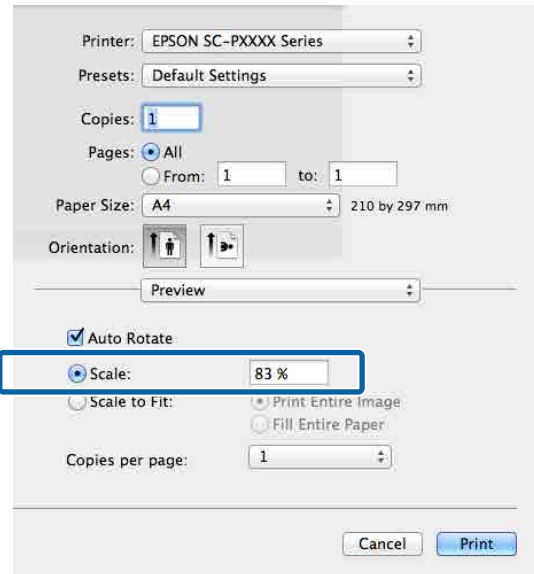 Printer: EPSON SC-PXXXX Series
Presets: Default Settings
Copies: 1
Pages: All
From: 1 to: 1
Paper Size: A4 210 by 297 mm
Orientation:
Preview
Auto Rotate
Scale: 83 %
Scale to Fit: Print Entire Image
Fill Entire Paper
Copies per page: 1
Cancel Print